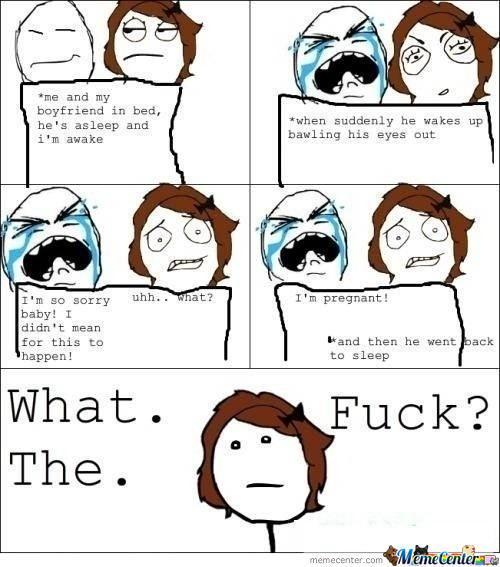 *me and my
boyfriend in bed,
he's asleep and
i'm awake
*when suddenly he wakes up
bawling his eyes out
I'm so sorry
baby! I
didn't mean
for this to
happen!
uhh.. what?
I'm pregnant!
*and then he went back
to sleep
What.
The.
Fuck?
memecenter.com
MemeCenter